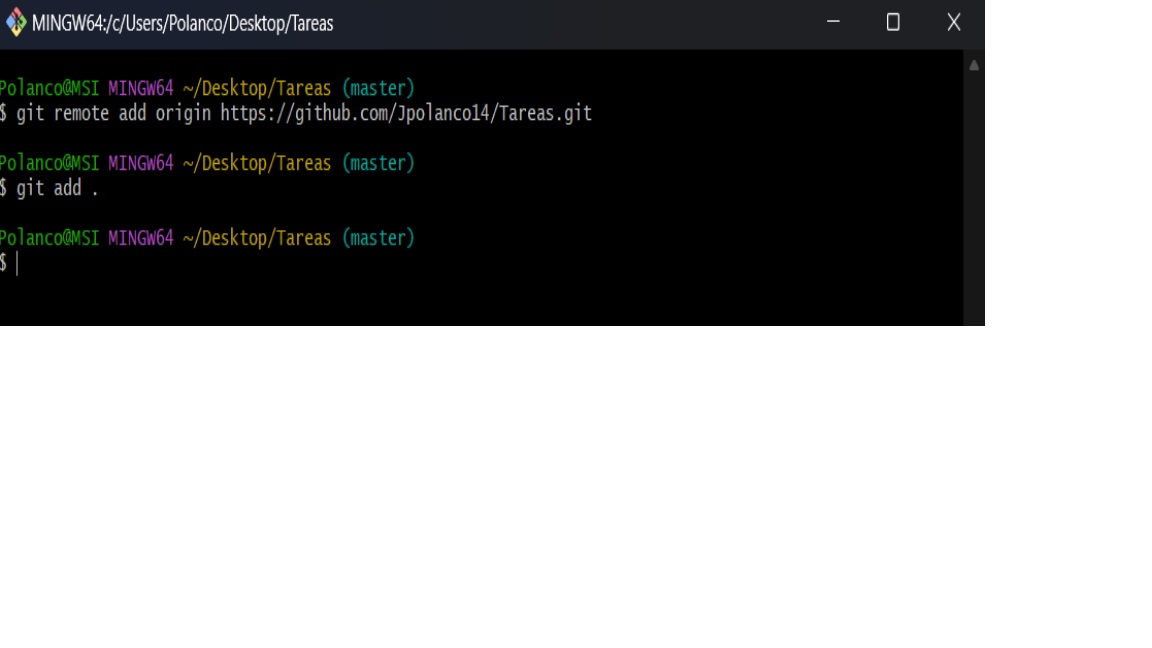 MINGW64:/c/Users/Polanco/Desktop/Tareas
Polanco@MSI MINGW64 ~/Desktop/Tareas (master)
$ git remote add origin https://github.com/Jpolanco14/Tareas.git
Polanco@MSI MINGW64 ~/Desktop/Tareas (master)
$ git add .
Polanco@MSI MINGW64 ~/Desktop/Tareas (master)
$